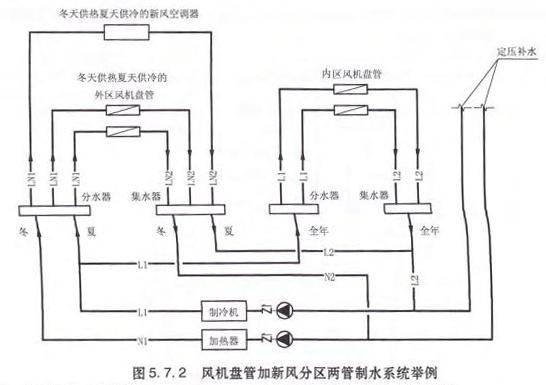 冬天供热夏天供冷的新风空调器
定压补水
冬天供热夏天供冷的
外区风机盘管
内区风机盘管
LN1
LN1
LN1
LN2
LN2
LN2
L1
L1
L2
L2
分水器
集水器
分水器
集水器
冬
夏
冬
夏
全年
全年
L2
L1
N2
L2
L1
制冷机
N1
加热器
图5.7.2 风机盘管加新风分区两管制水系统举例